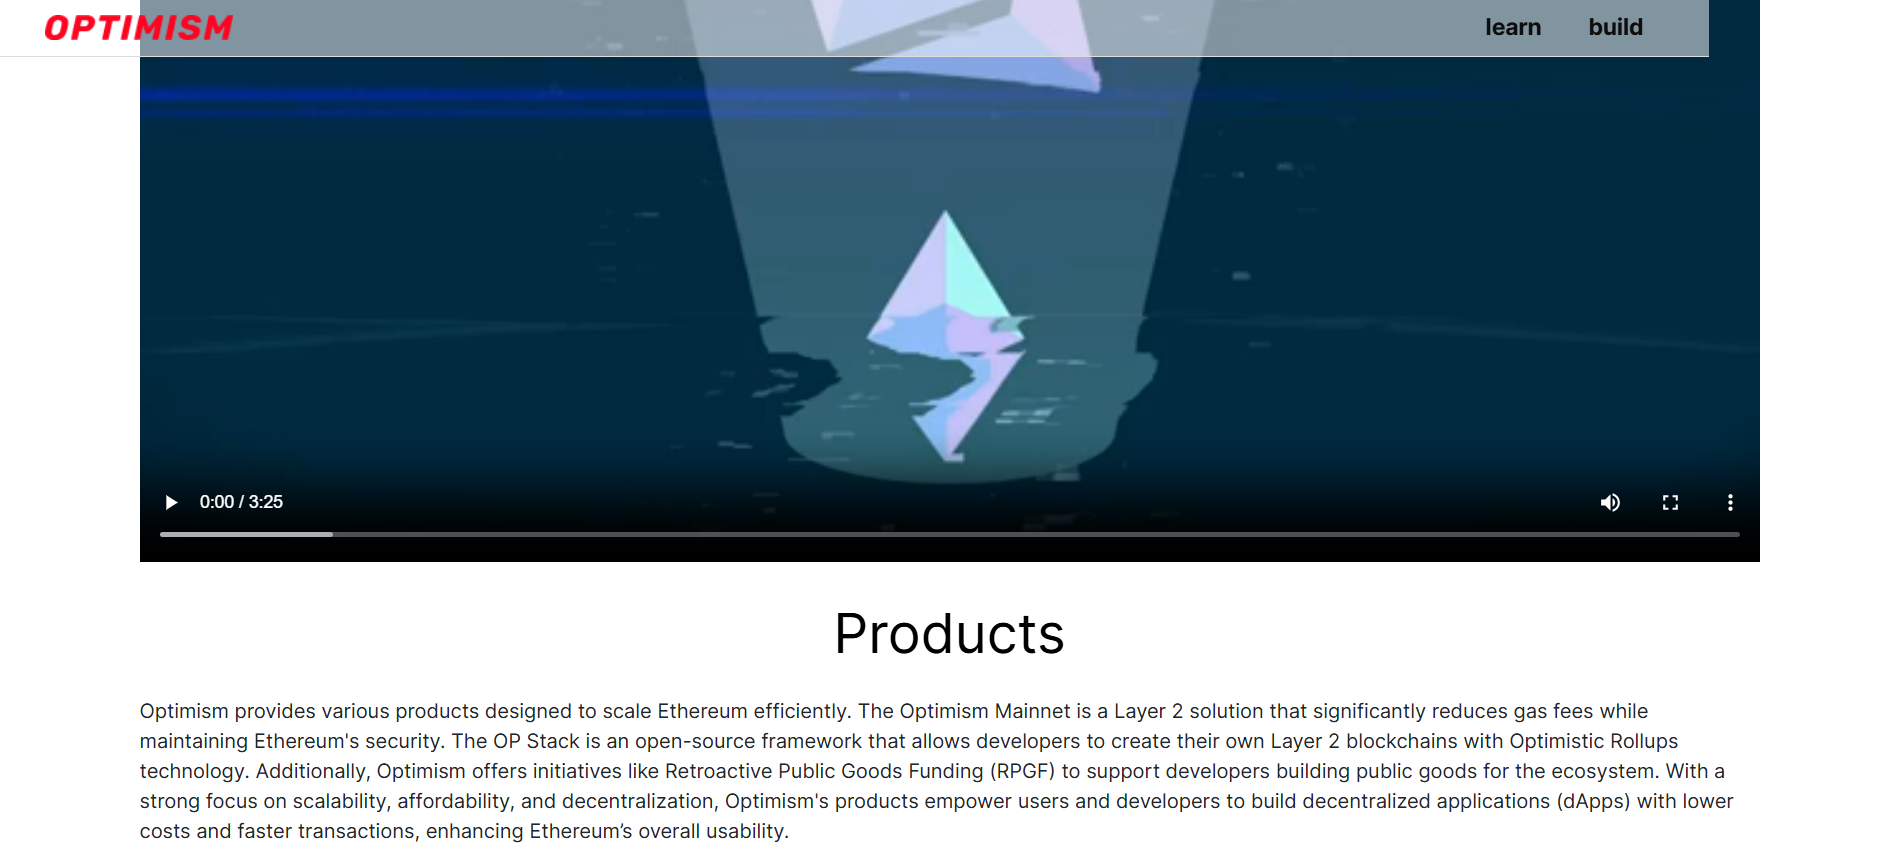 OPTIMISM learn build
0:00 / 3:25
Products
Optimism provides various products designed to scale Ethereum efficiently. The Optimism Mainnet is a Layer 2 solution that significantly reduces gas fees while
maintaining Ethereum's security. The OP Stack is an open-source framework that allows developers to create their own Layer 2 blockchains with Optimistic Rollups
technology. Additionally, Optimism offers initiatives like Retroactive Public Goods Funding (RPGF) to support developers building public goods for the ecosystem. With a
strong focus on scalability, affordability, and decentralization, Optimism's products empower users and developers to build decentralized applications (dApps) with lower
costs and faster transactions, enhancing Ethereum’s overall usability.